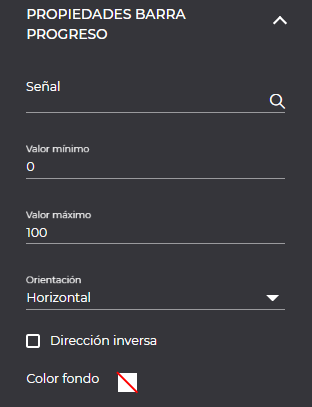 PROPIEDADES BARRA
PROGRESO
Señal
Valor mínimo
0
Valor máximo
100
Orientación
Horizontal
Dirección inversa
Color fondo